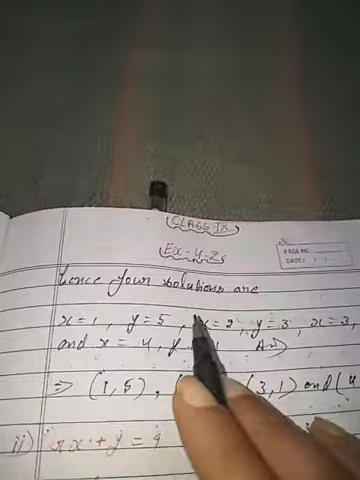 CLASS-IX
Ex-4.2
PAGE NO.
DATE:
Hence four solutions are
x=1, y=5, x=2, y=3, x=3,
and x=4, y
⇒ (1,5), (3,1) and (4
ii) πx + y = 9